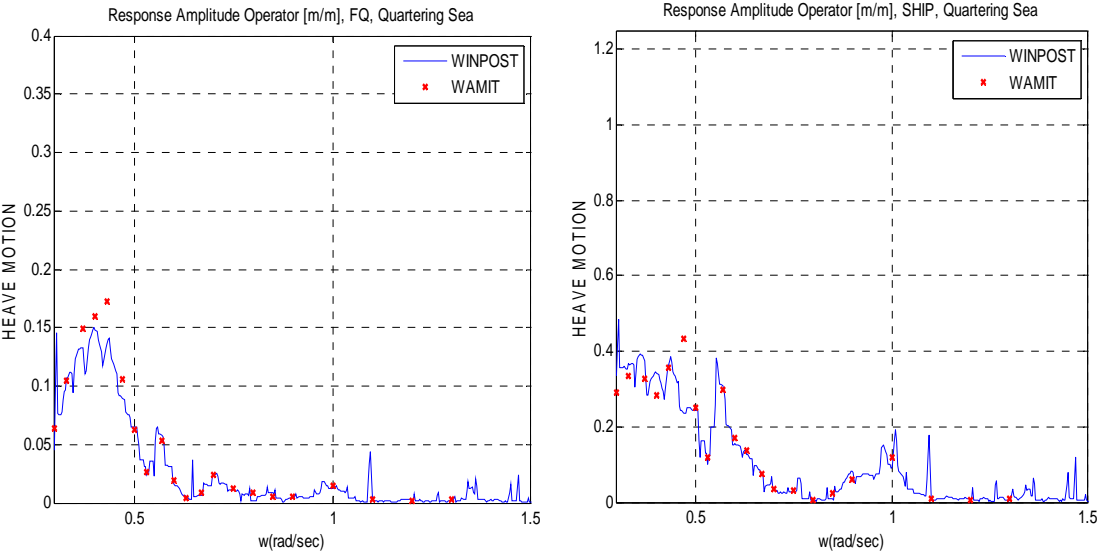 Response Amplitude Operator [m/m], FQ, Quartering Sea
0.4
0.35
0.3
0.25
0.2
0.15
0.1
0.05
0
HEAVE MOTION
WINPOST
WAMIT
0.5
1
1.5
w(rad/sec)
Response Amplitude Operator [m/m], SHIP, Quartering Sea
1.2
1
0.8
0.6
0.4
0.2
0
HEAVE MOTION
WINPOST
WAMIT
0.5
1
1.5
w(rad/sec)